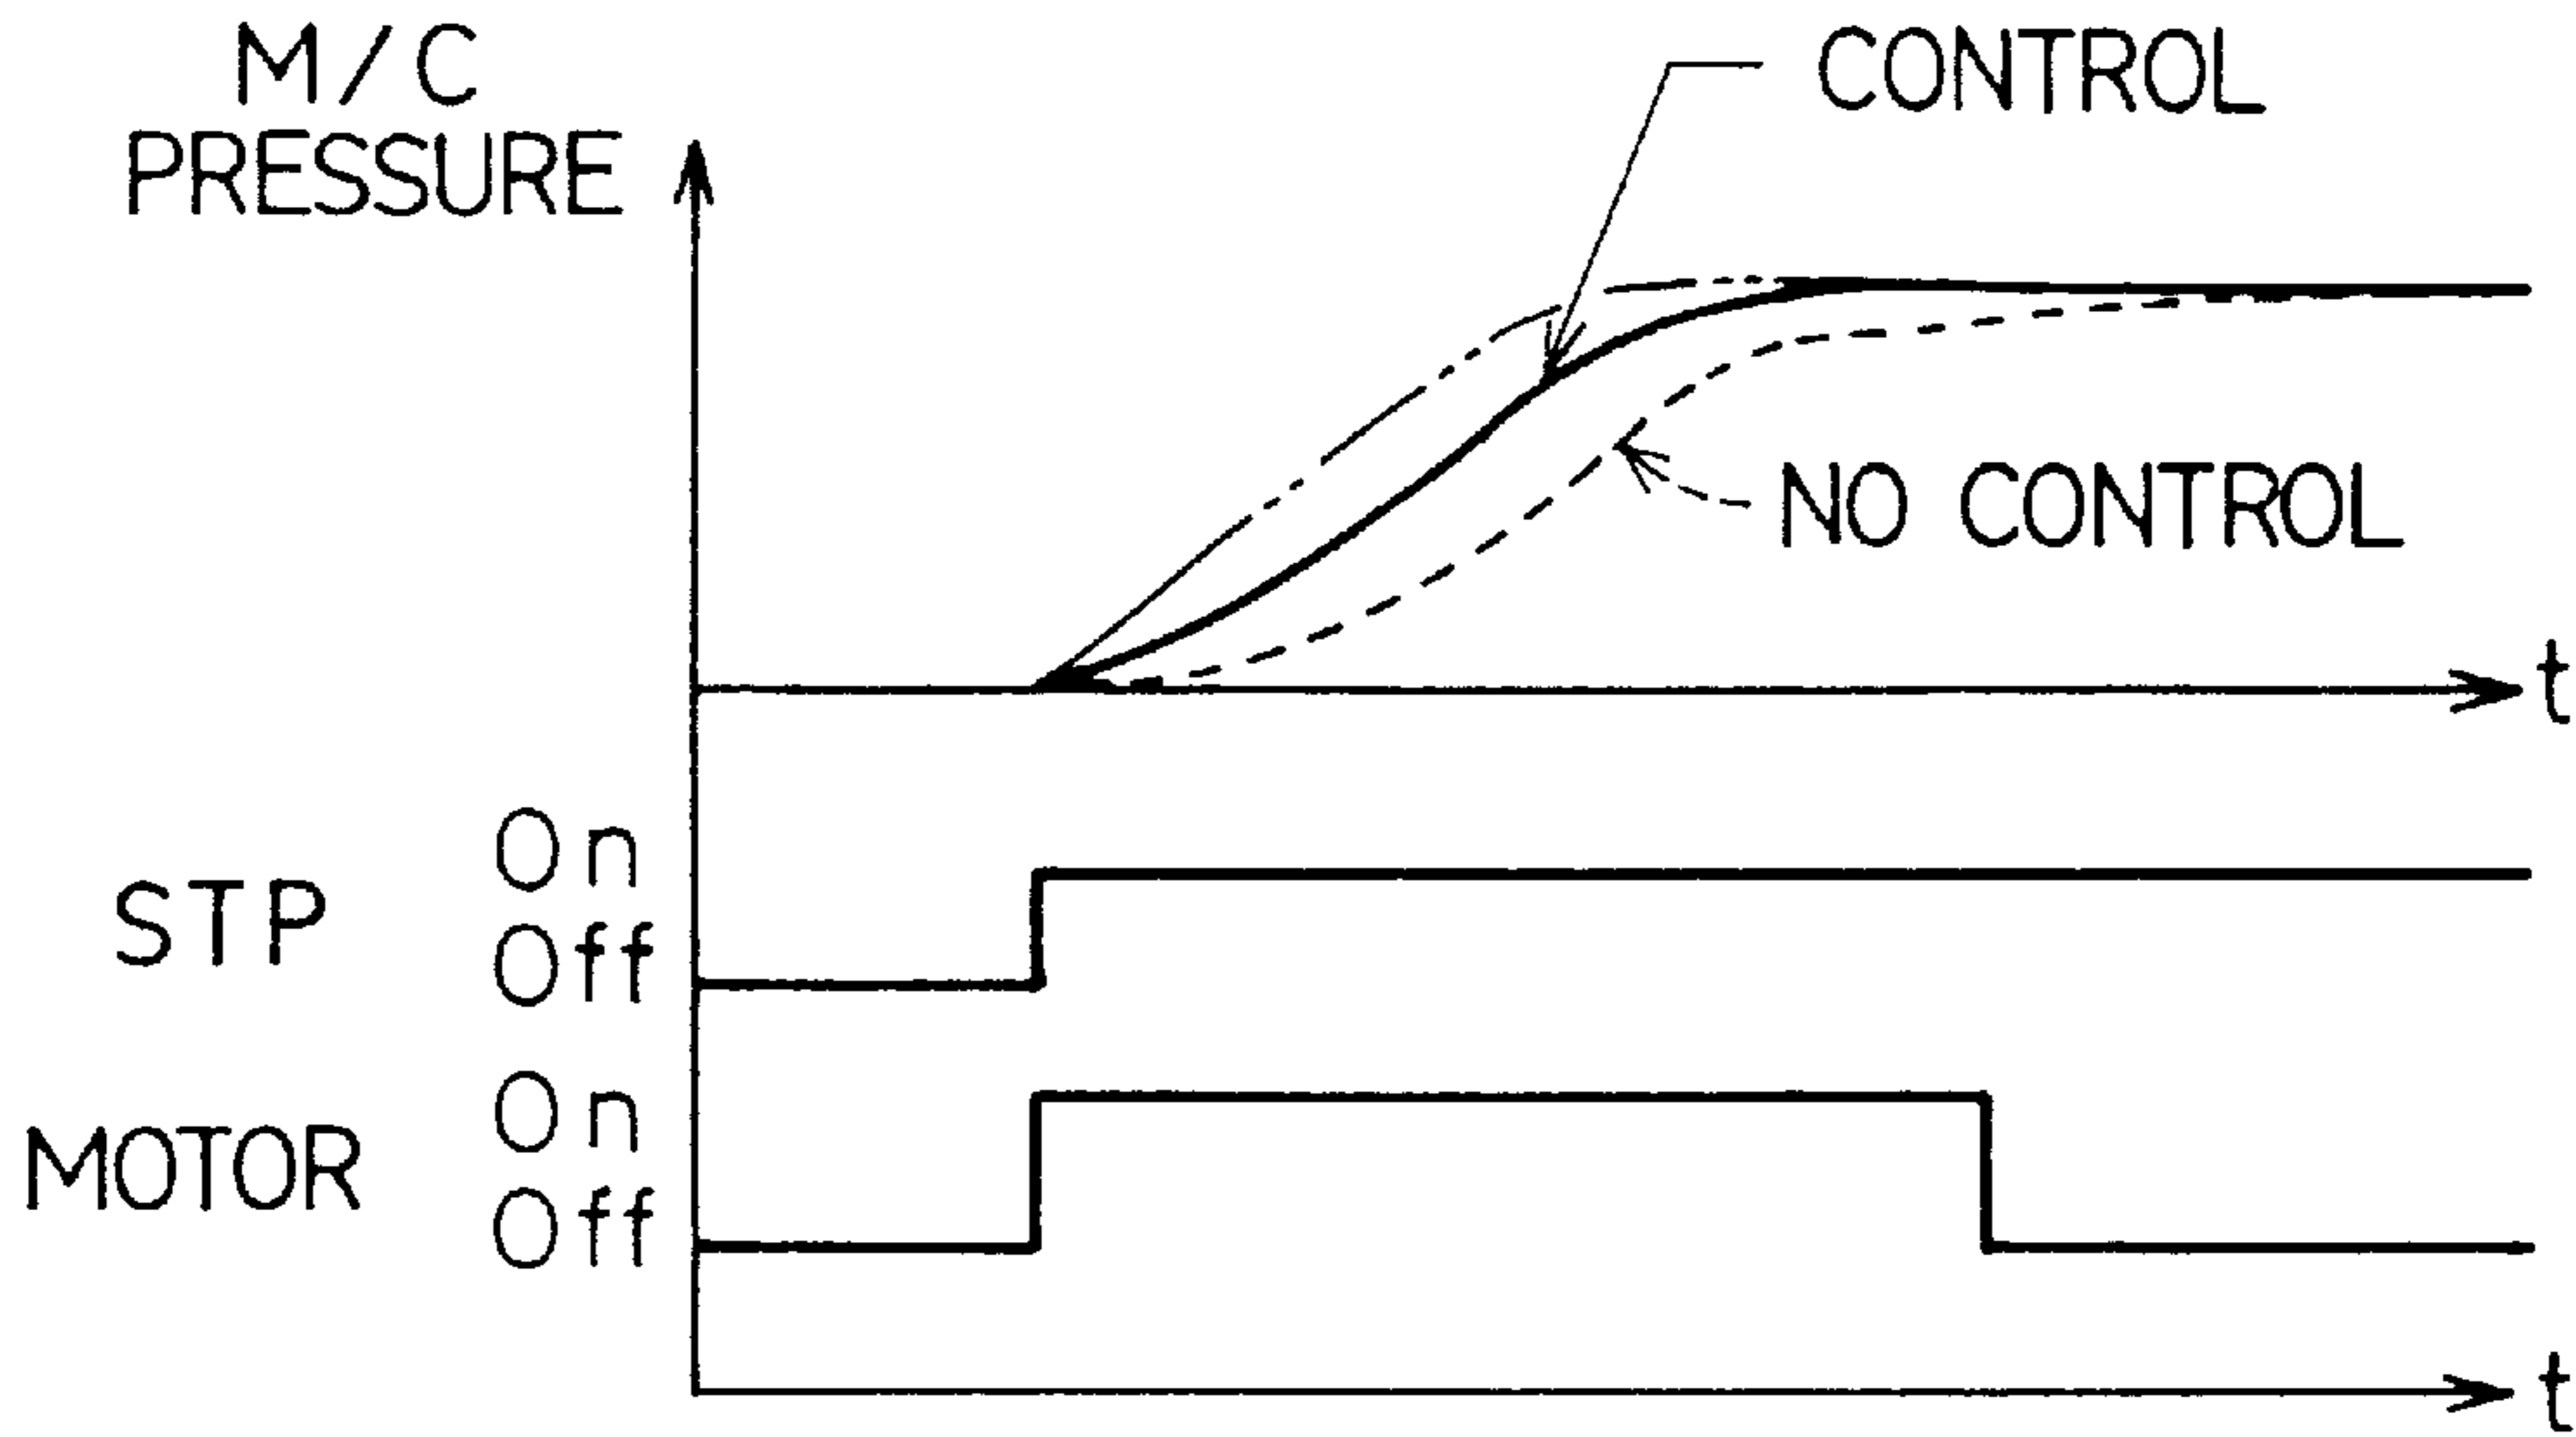 M/C
PRESSURE
CONTROL
NO CONTROL
t
STP
On
Off
MOTOR
On
Off
t